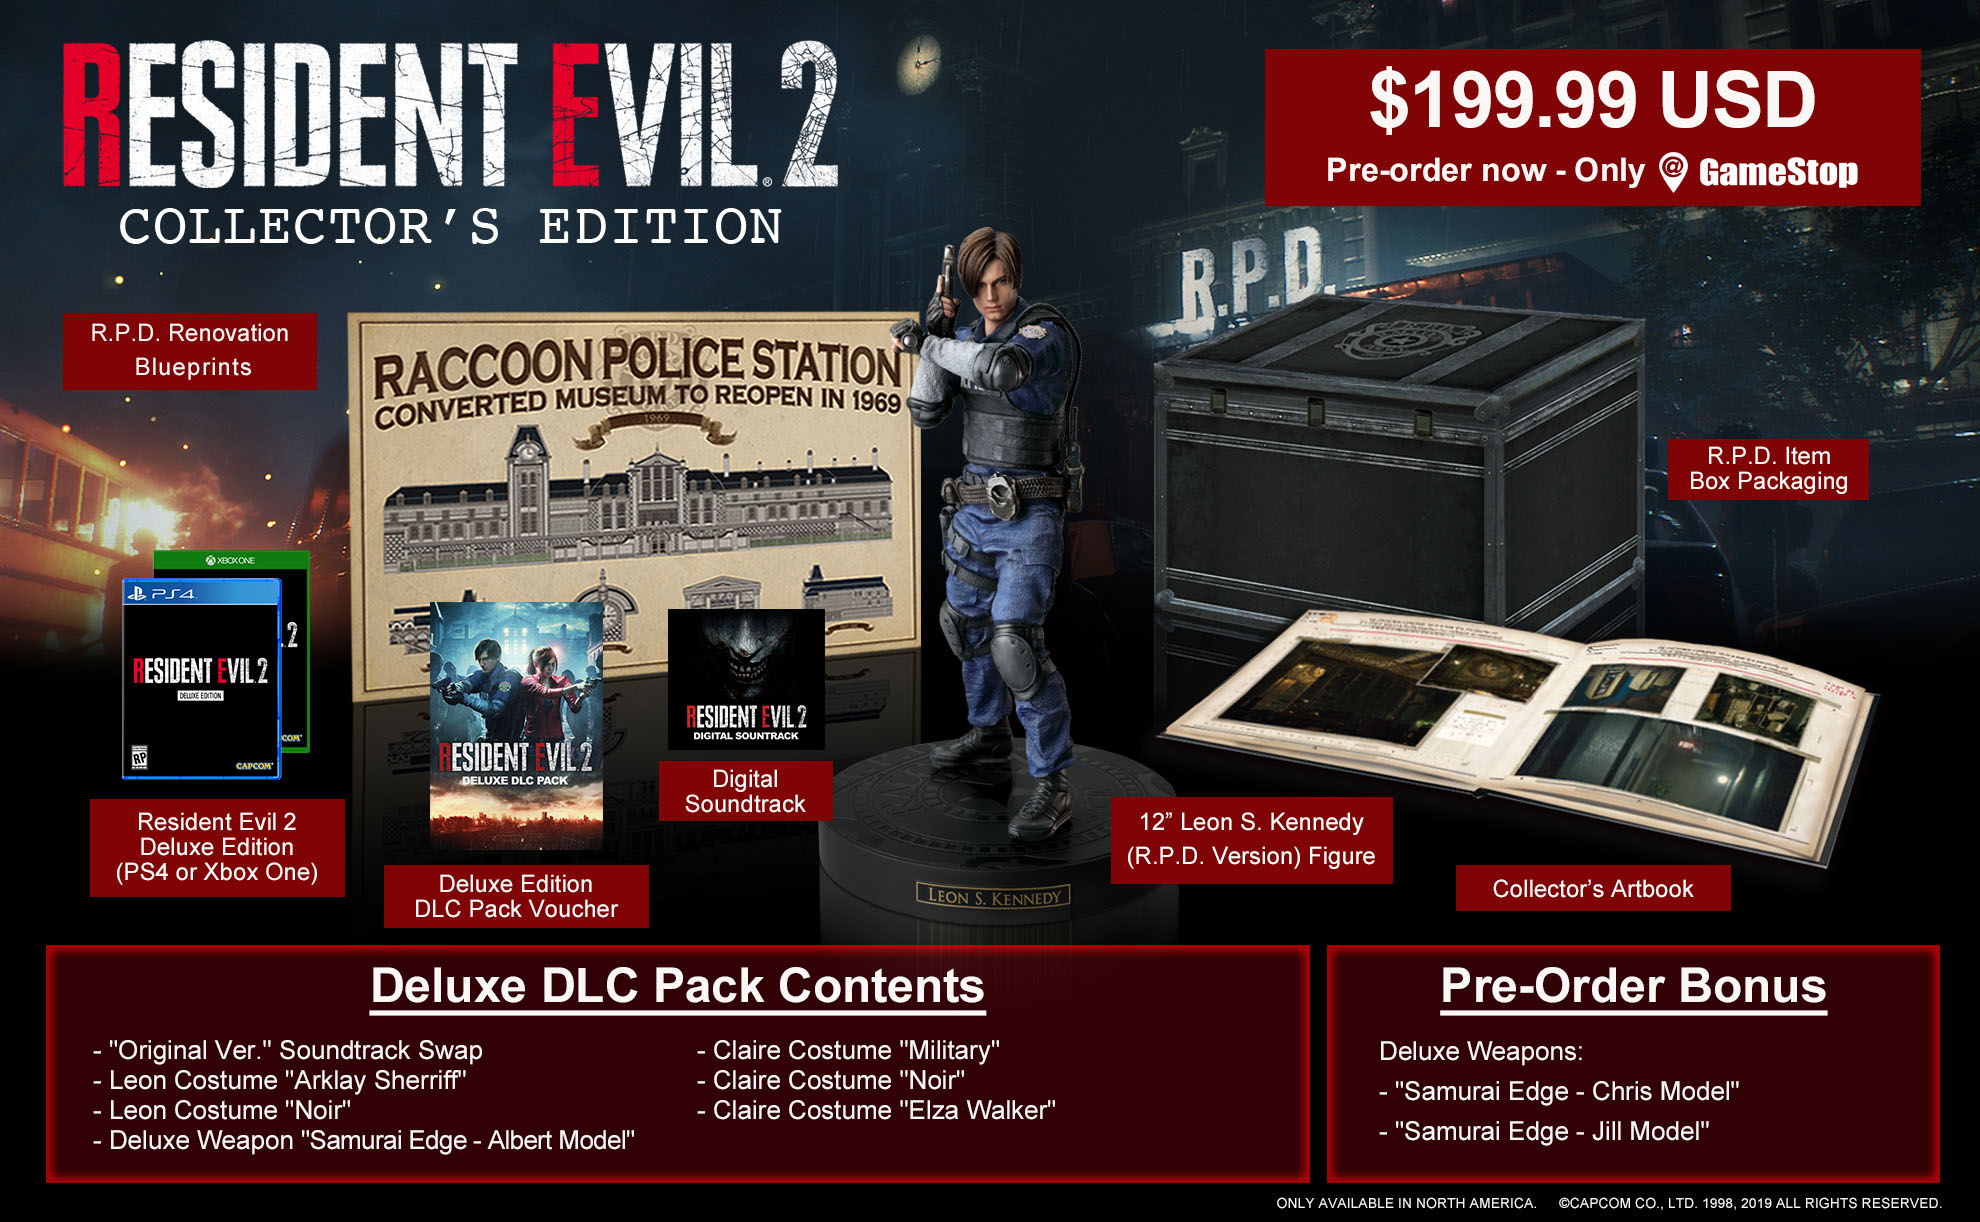 RESIDENT EVIL.2
COLLECTOR'S EDITION
$199.99 USD
Pre-order now - Only GameStop
R.P.D.
R.P.D. Renovation
Blueprints
RACCOON POLICE STATION
CONVERTED MUSEUM TO REOPEN IN 1969
1969
R.P.D. Item
Box Packaging
XBOX ONE
PS4
RESIDENT EVIL.2
DELUXE EDITION
.2
RP
CAPCOM
COM
Resident Evil 2
Deluxe Edition
(PS4 or Xbox One)
RESIDENT EVIL.2
DELUXE DLC PACK
Deluxe Edition
DLC Pack Voucher
RESIDENT EVIL.2
DIGITAL SOUNTRACK
Digital
Soundtrack
LEON S. KENNEDY
12” Leon S. Kennedy
(R.P.D. Version) Figure
Collector’s Artbook
Deluxe DLC Pack Contents
- "Original Ver." Soundtrack Swap
- Leon Costume "Arklay Sherriff"
- Leon Costume "Noir"
- Deluxe Weapon "Samurai Edge - Albert Model"
- Claire Costume "Military"
- Claire Costume "Noir"
- Claire Costume "Elza Walker"
Pre-Order Bonus
Deluxe Weapons:
- "Samurai Edge - Chris Model"
- "Samurai Edge - Jill Model"
ONLY AVAILABLE IN NORTH AMERICA. ©CAPCOM CO., LTD. 1998, 2019 ALL RIGHTS RESERVED.